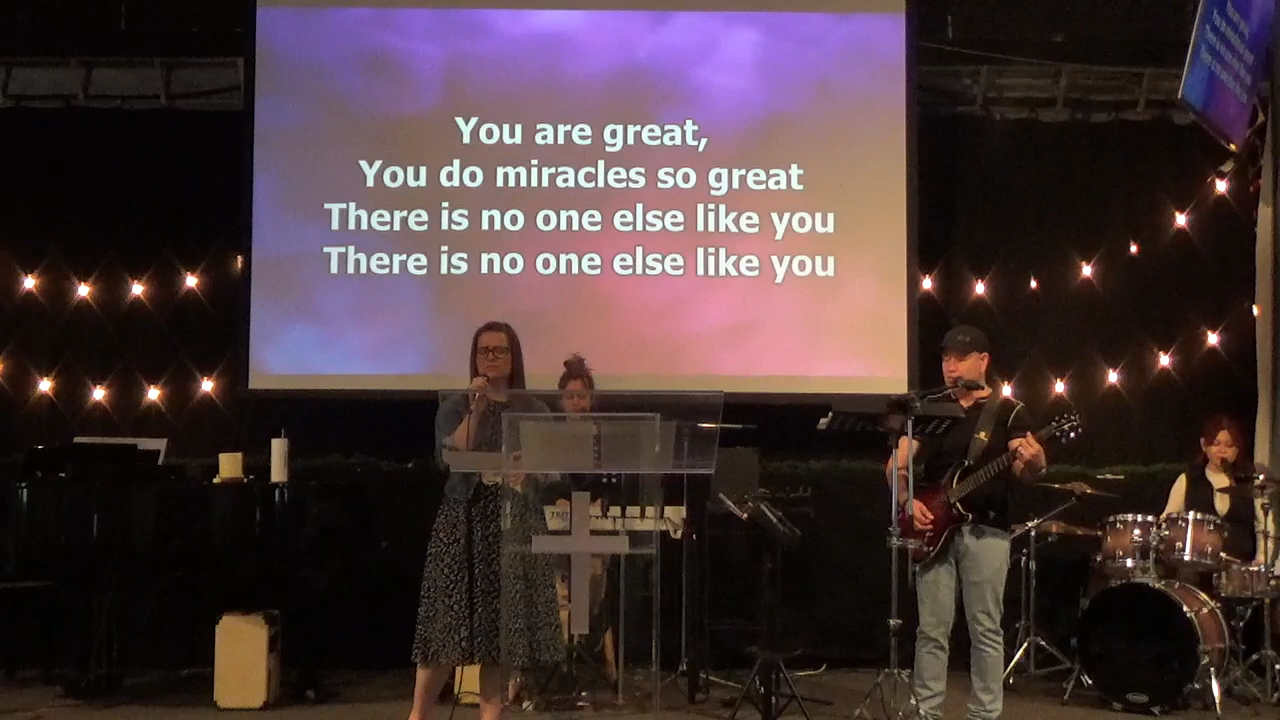 You are great,
You do miracles so great
There is no one else like you
There is no one else like you